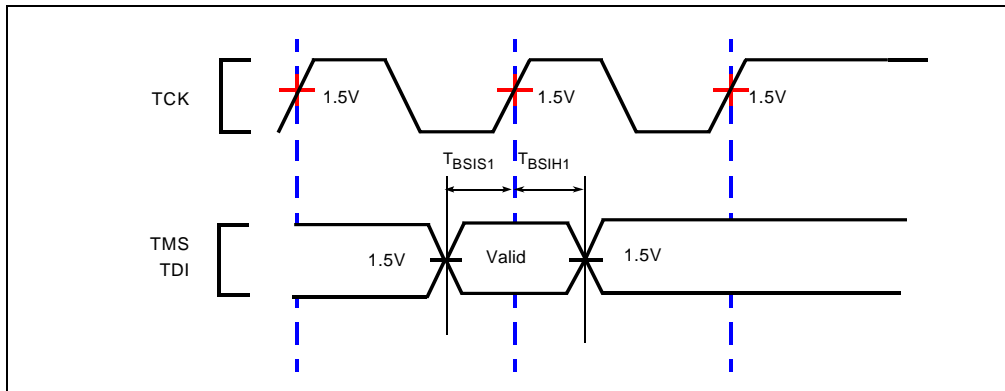 TCK
1.5V
1.5V
1.5V
TBSIS1
TBSIH1
TMS
TDI
1.5V
Valid
1.5V